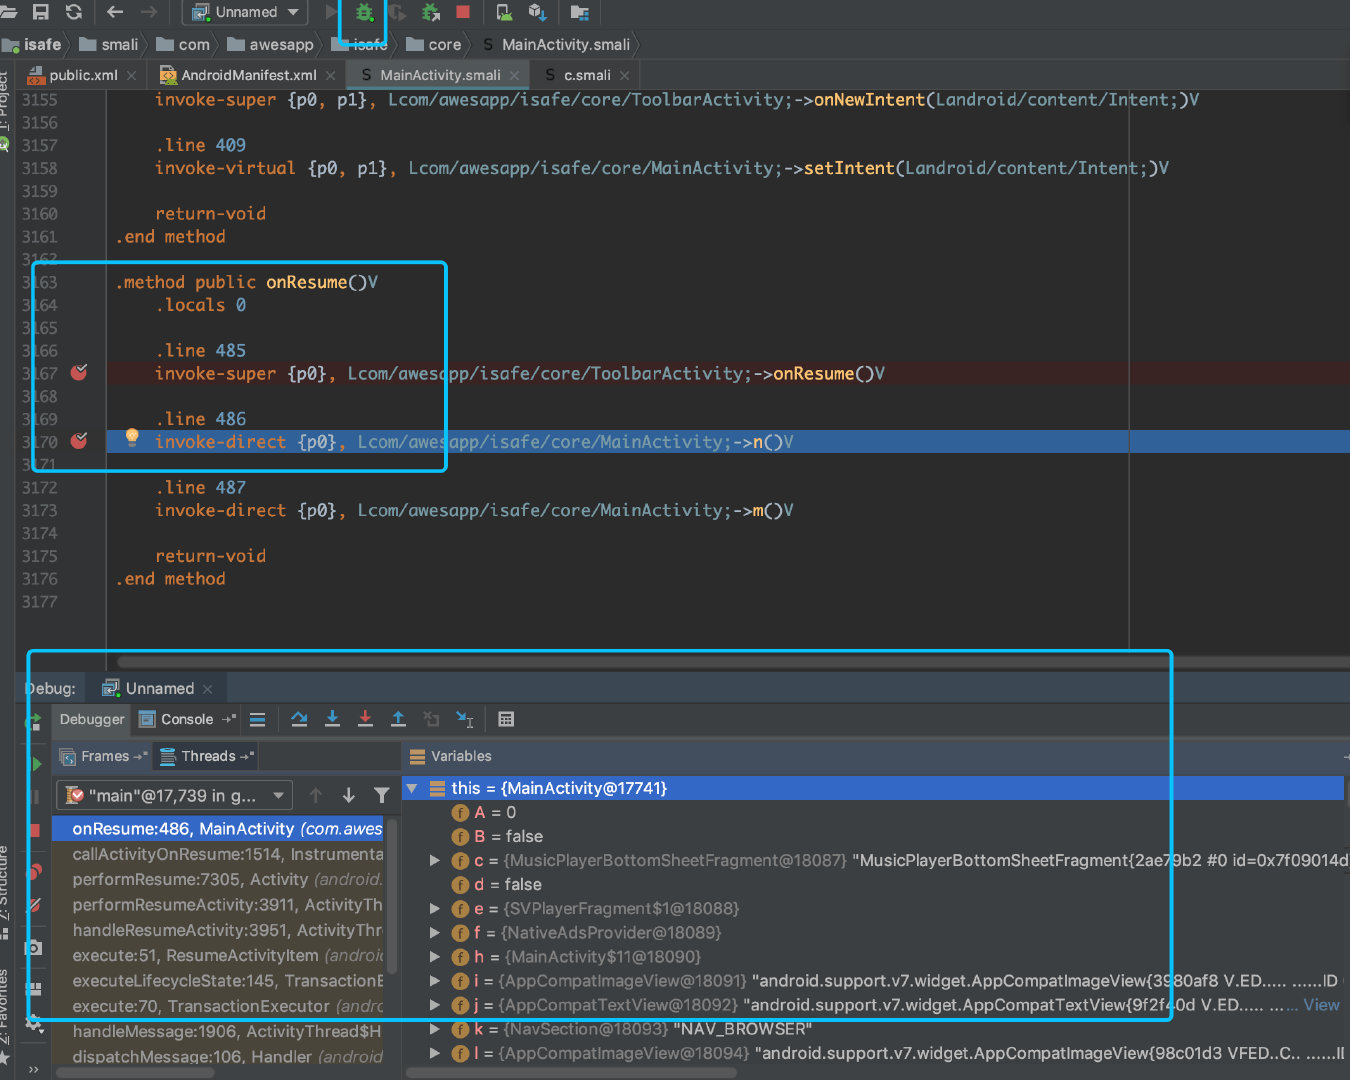 Unnamed
isafe smali com awesapp isafe core S MainActivity.smali
public.xml AndroidManifest.xml S MainActivity.smali S c.smali
1: Project
3155 invoke-super {p0, p1}, Lcom/awesapp/isafe/core/ToolbarActivity;->onNewIntent(Landroid/content/Intent;)V
3156
3157 .line 409
3158 invoke-virtual {p0, p1}, Lcom/awesapp/isafe/core/MainActivity;->setIntent(Landroid/content/Intent;)V
3159
3160 return-void
3161 .end method
3162
3163 .method public onResume()V
3164 .locals 0
3165
3166 .line 485
3167 invoke-super {p0}, Lcom/awesapp/isafe/core/ToolbarActivity;->onResume()V
3168
3169 .line 486
3170 invoke-direct {p0}, Lcom/awesapp/isafe/core/MainActivity;->n()V
3171
3172 .line 487
3173 invoke-direct {p0}, Lcom/awesapp/isafe/core/MainActivity;->m()V
3174
3175 return-void
3176 .end method
3177
Debug: Unnamed
Debugger Console
Frames Threads Variables
"main"@17,739 in g...
onResume:486, MainActivity (com.awes
callActivityOnResume:1514, Instrumenta
performResume:7305, Activity (android.
performResumeActivity:3911, ActivityTh
handleResumeActivity:3951, ActivityThr
execute:51, ResumeActivityItem (androi
executeLifecycleState:145, TransactionE
execute:70, TransactionExecutor (andro
handleMessage:1906, ActivityThread$H
dispatchMessage:106, Handler (android
this = {MainActivity@17741}
f A = 0
f B = false
f c = {MusicPlayerBottomSheetFragment@18087} "MusicPlayerBottomSheetFragment{2ae79b2 #0 id=0x7f09014d
f d = false
f e = {SVPlayerFragment$1@18088}
f f = {NativeAdsProvider@18089}
f h = {MainActivity$11@18090}
f i = {AppCompatImageView@18091} "android.support.v7.widget.AppCompatImageView{3980af8 V.ED..... ......ID
f j = {AppCompatTextView@18092} "android.support.v7.widget.AppCompatTextView{9f2f40d V.ED..... ...... View
f k = {NavSection@18093} "NAV_BROWSER"
f l = {AppCompatImageView@18094} "android.support.v7.widget.AppCompatImageView{98c01d3 VFED..C.. ......ID
Z: Structure
2: Favorites